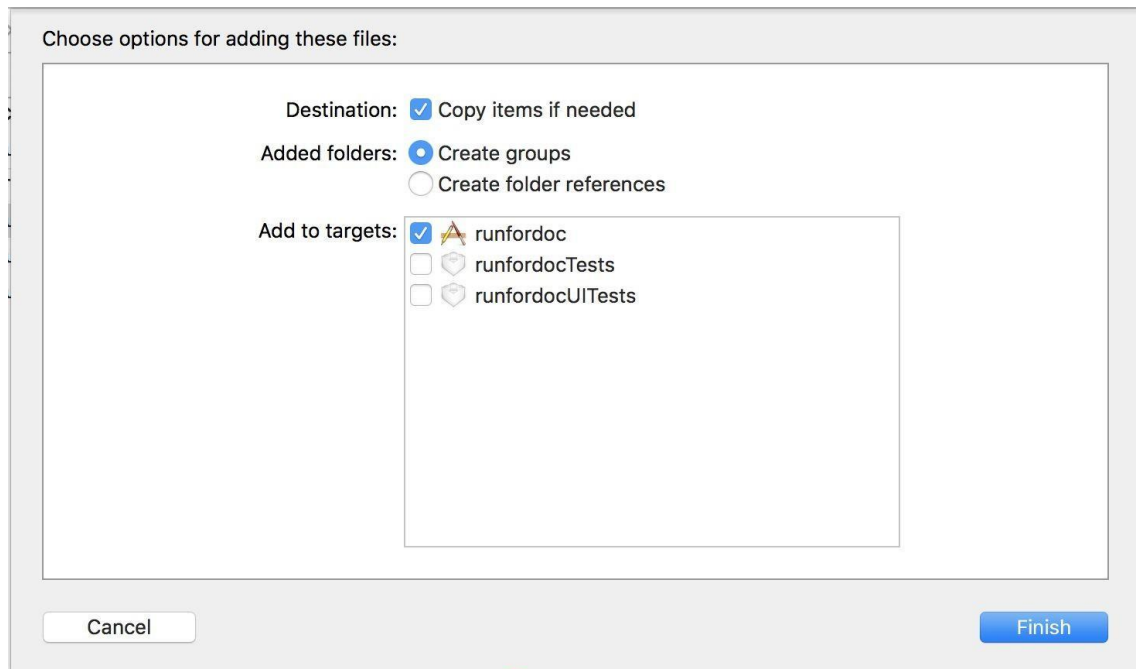 Choose options for adding these files:
Destination: Copy items if needed
Added folders: Create groups
Create folder references
Add to targets: runfordoc
runfordocTests
runfordocUITests
Cancel Finish